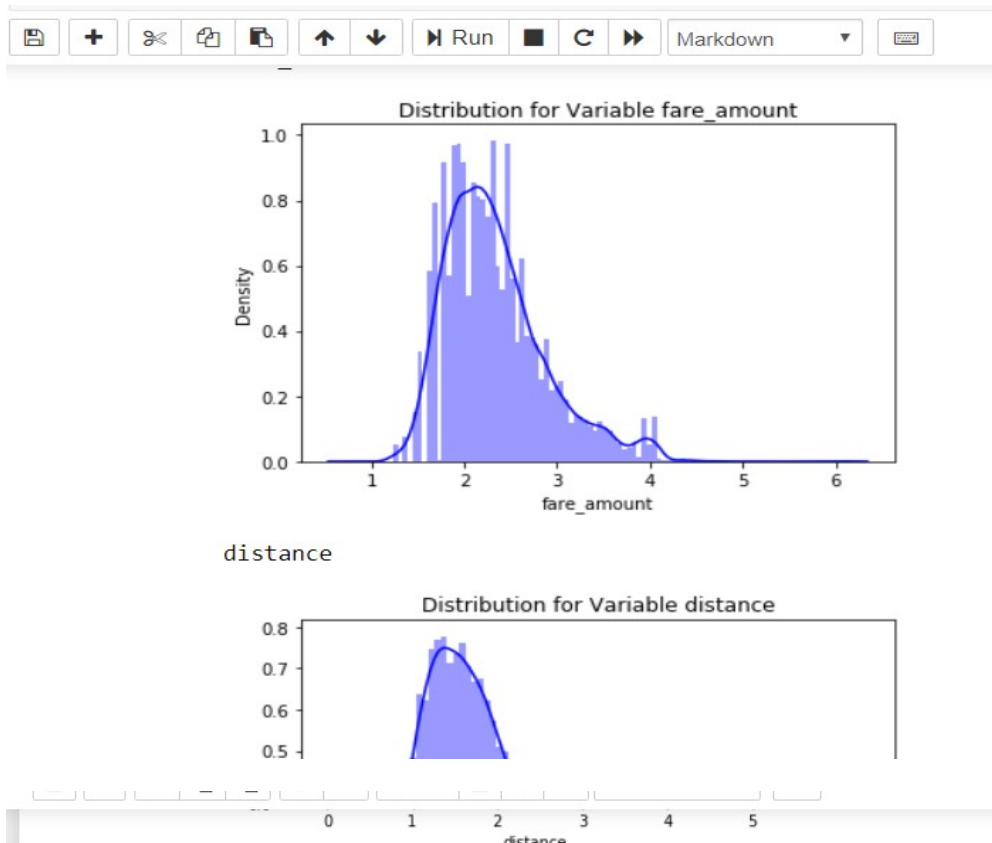 Run Markdown
Distribution for Variable fare_amount
1.0
0.8
0.6
0.4
0.2
0.0
Density
1 2 3 4 5 6
fare_amount
distance
Distribution for Variable distance
0.8
0.7
0.6
0.5
0 1 2 3 4 5
distance